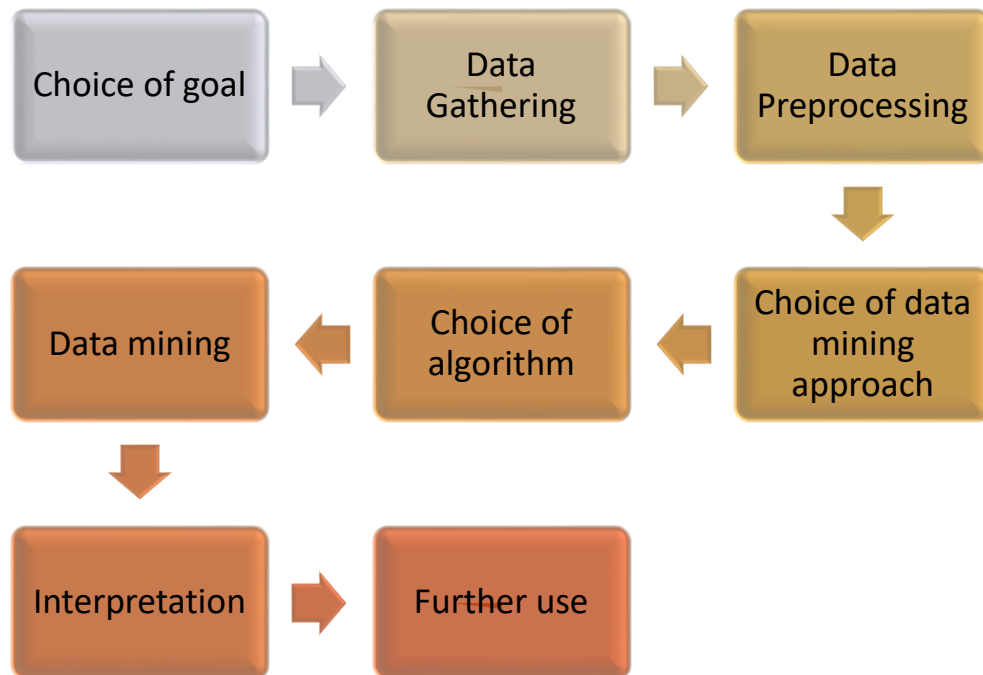 Choice of goal
Data
Gathering
Data
Preprocessing
Choice of data
mining
approach
Choice of
algorithm
Data mining
Interpretation
Further use